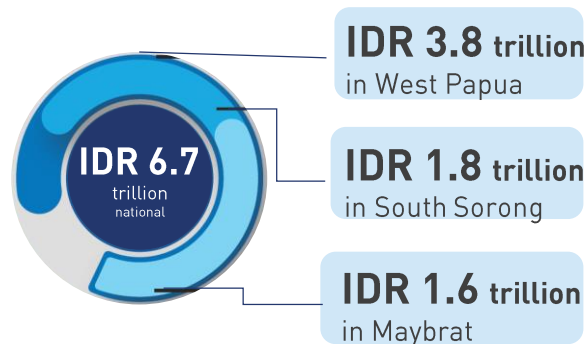 IDR 6.7
trillion
national
IDR 3.8 trillion
in West Papua
IDR 1.8 trillion
in South Sorong
IDR 1.6 trillion
in Maybrat